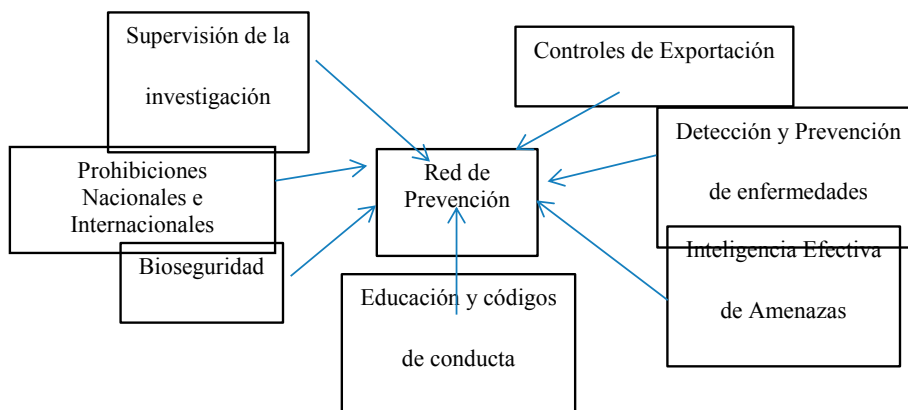 Supervisión de la
investigación
Controles de Exportación
Detección y Prevención
de enfermedades
Prohibiciones
Nacionales e
Internacionales
Red de
Prevención
Bioseguridad
Inteligencia Efectiva
de Amenazas
Educación y códigos
de conducta